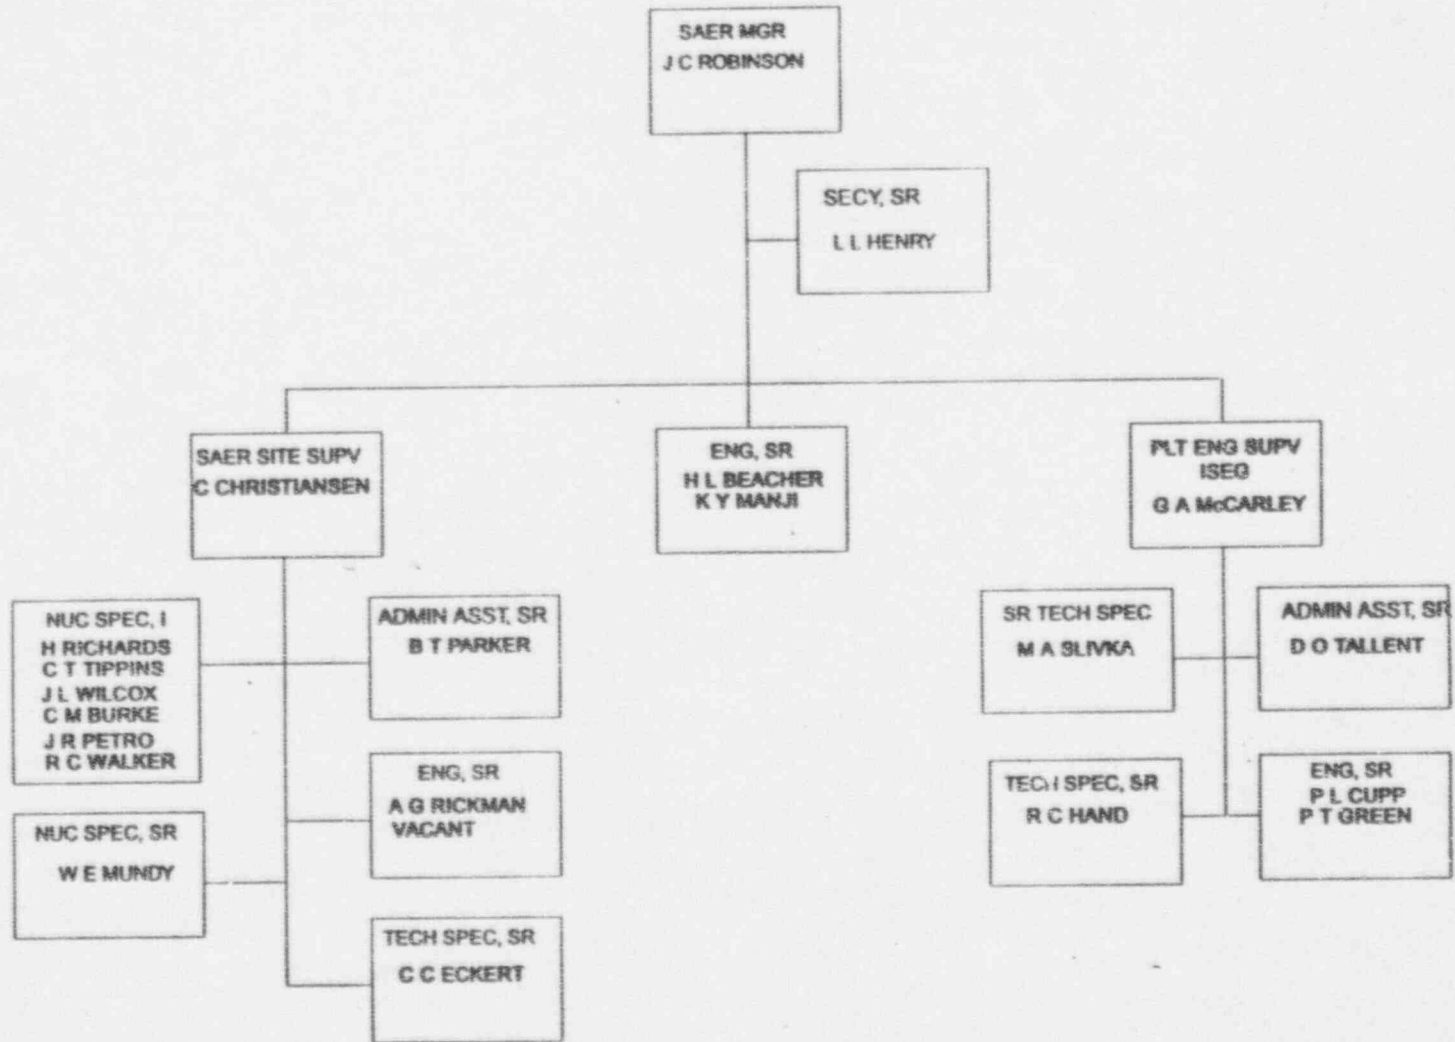 SAER MGR
J C ROBINSON
SECY, SR
L L HENRY
SAER SITE SUPV
C CHRISTIANSEN
ENG, SR
H L BEACHER
K Y MANJI
PLT ENG SUPV
ISEG
G A McCARLEY
NUC SPEC, I
H RICHARDS
C T TIPPINS
J L WILCOX
C M BURKE
J R PETRO
R C WALKER
ADMIN ASST, SR
B T PARKER
ENG, SR
A G RICKMAN
VACANT
NUC SPEC, SR
W E MUNDY
TECH SPEC, SR
C C ECKERT
SR TECH SPEC
M A SLIVKA
ADMIN ASST, SR
D O TALLENT
TECH SPEC, SR
R C HAND
ENG, SR
P L CUPP
P T GREEN